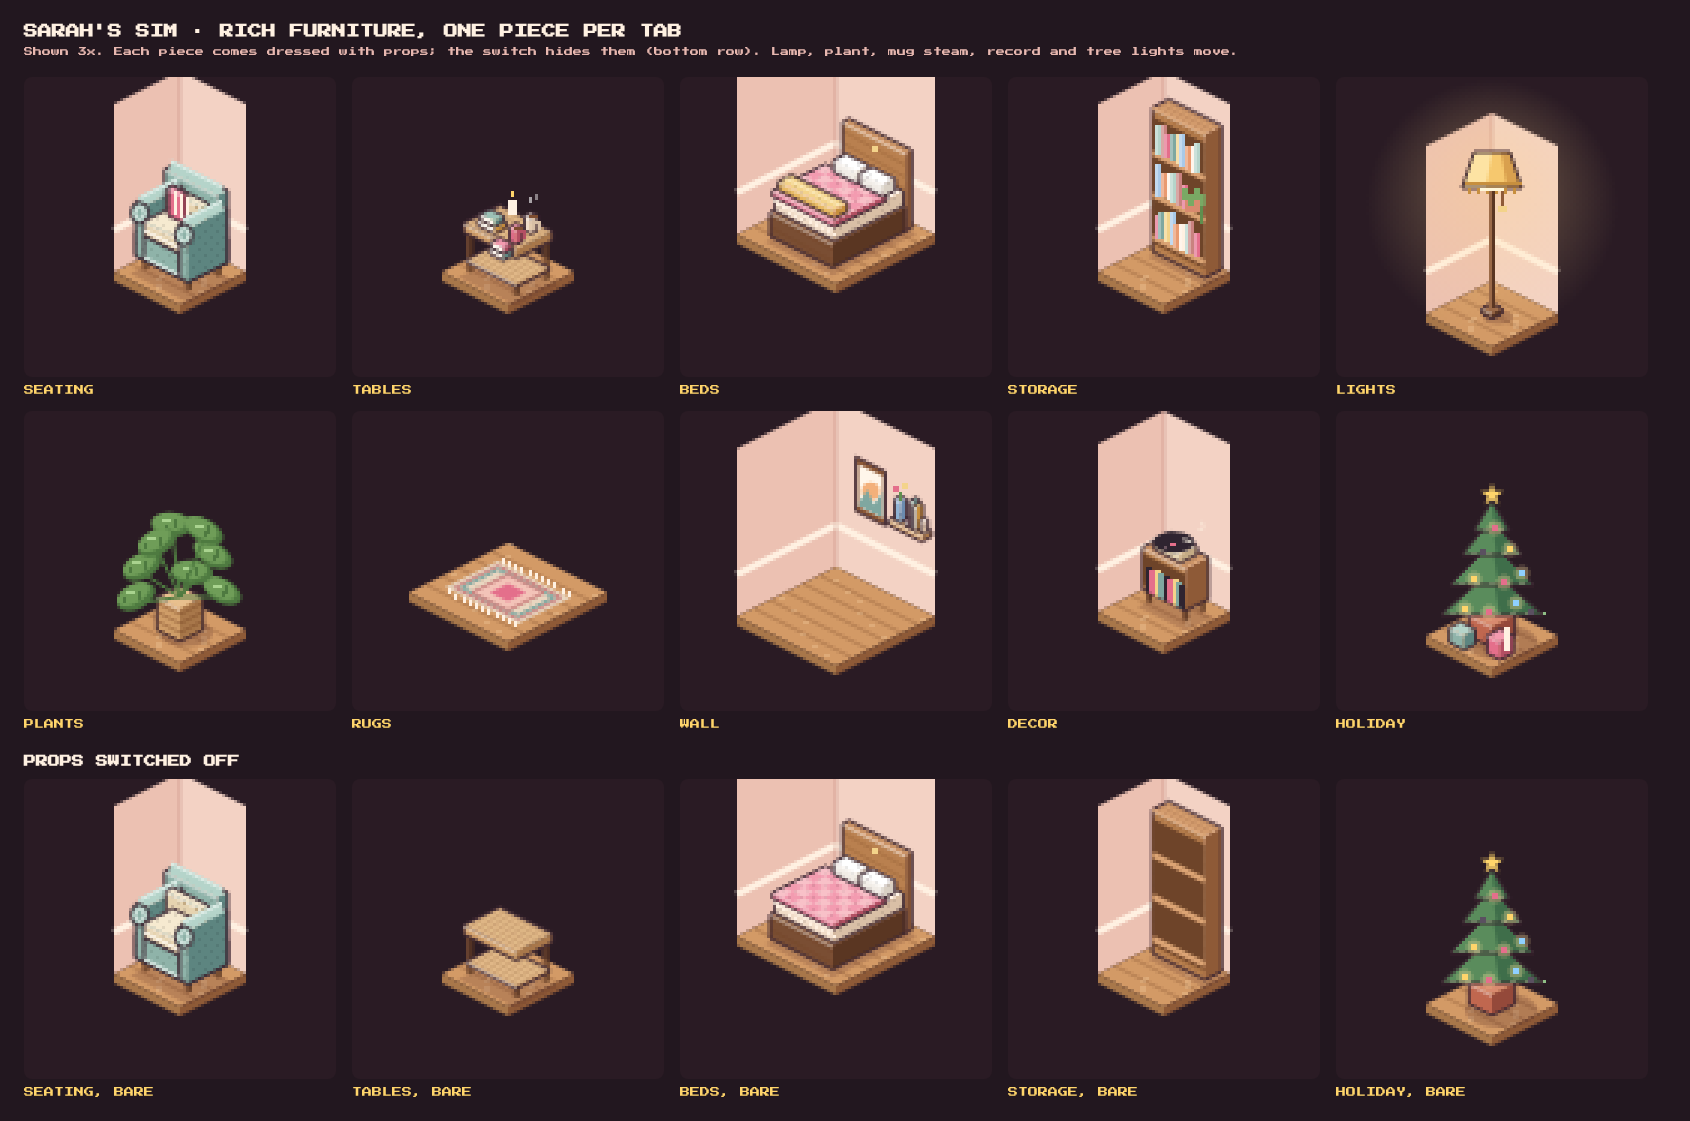 SARAH'S SIM · RICH FURNITURE, ONE PIECE PER TAB
Shown 3x. Each piece comes dressed with props; the switch hides them (bottom row). Lamp, plant, mug steam, record and tree lights move.
SEATING
TABLES
BEDS
STORAGE
LIGHTS
PLANTS
RUGS
WALL
DECOR
HOLIDAY
PROPS SWITCHED OFF
SEATING, BARE
TABLES, BARE
BEDS, BARE
STORAGE, BARE
HOLIDAY, BARE